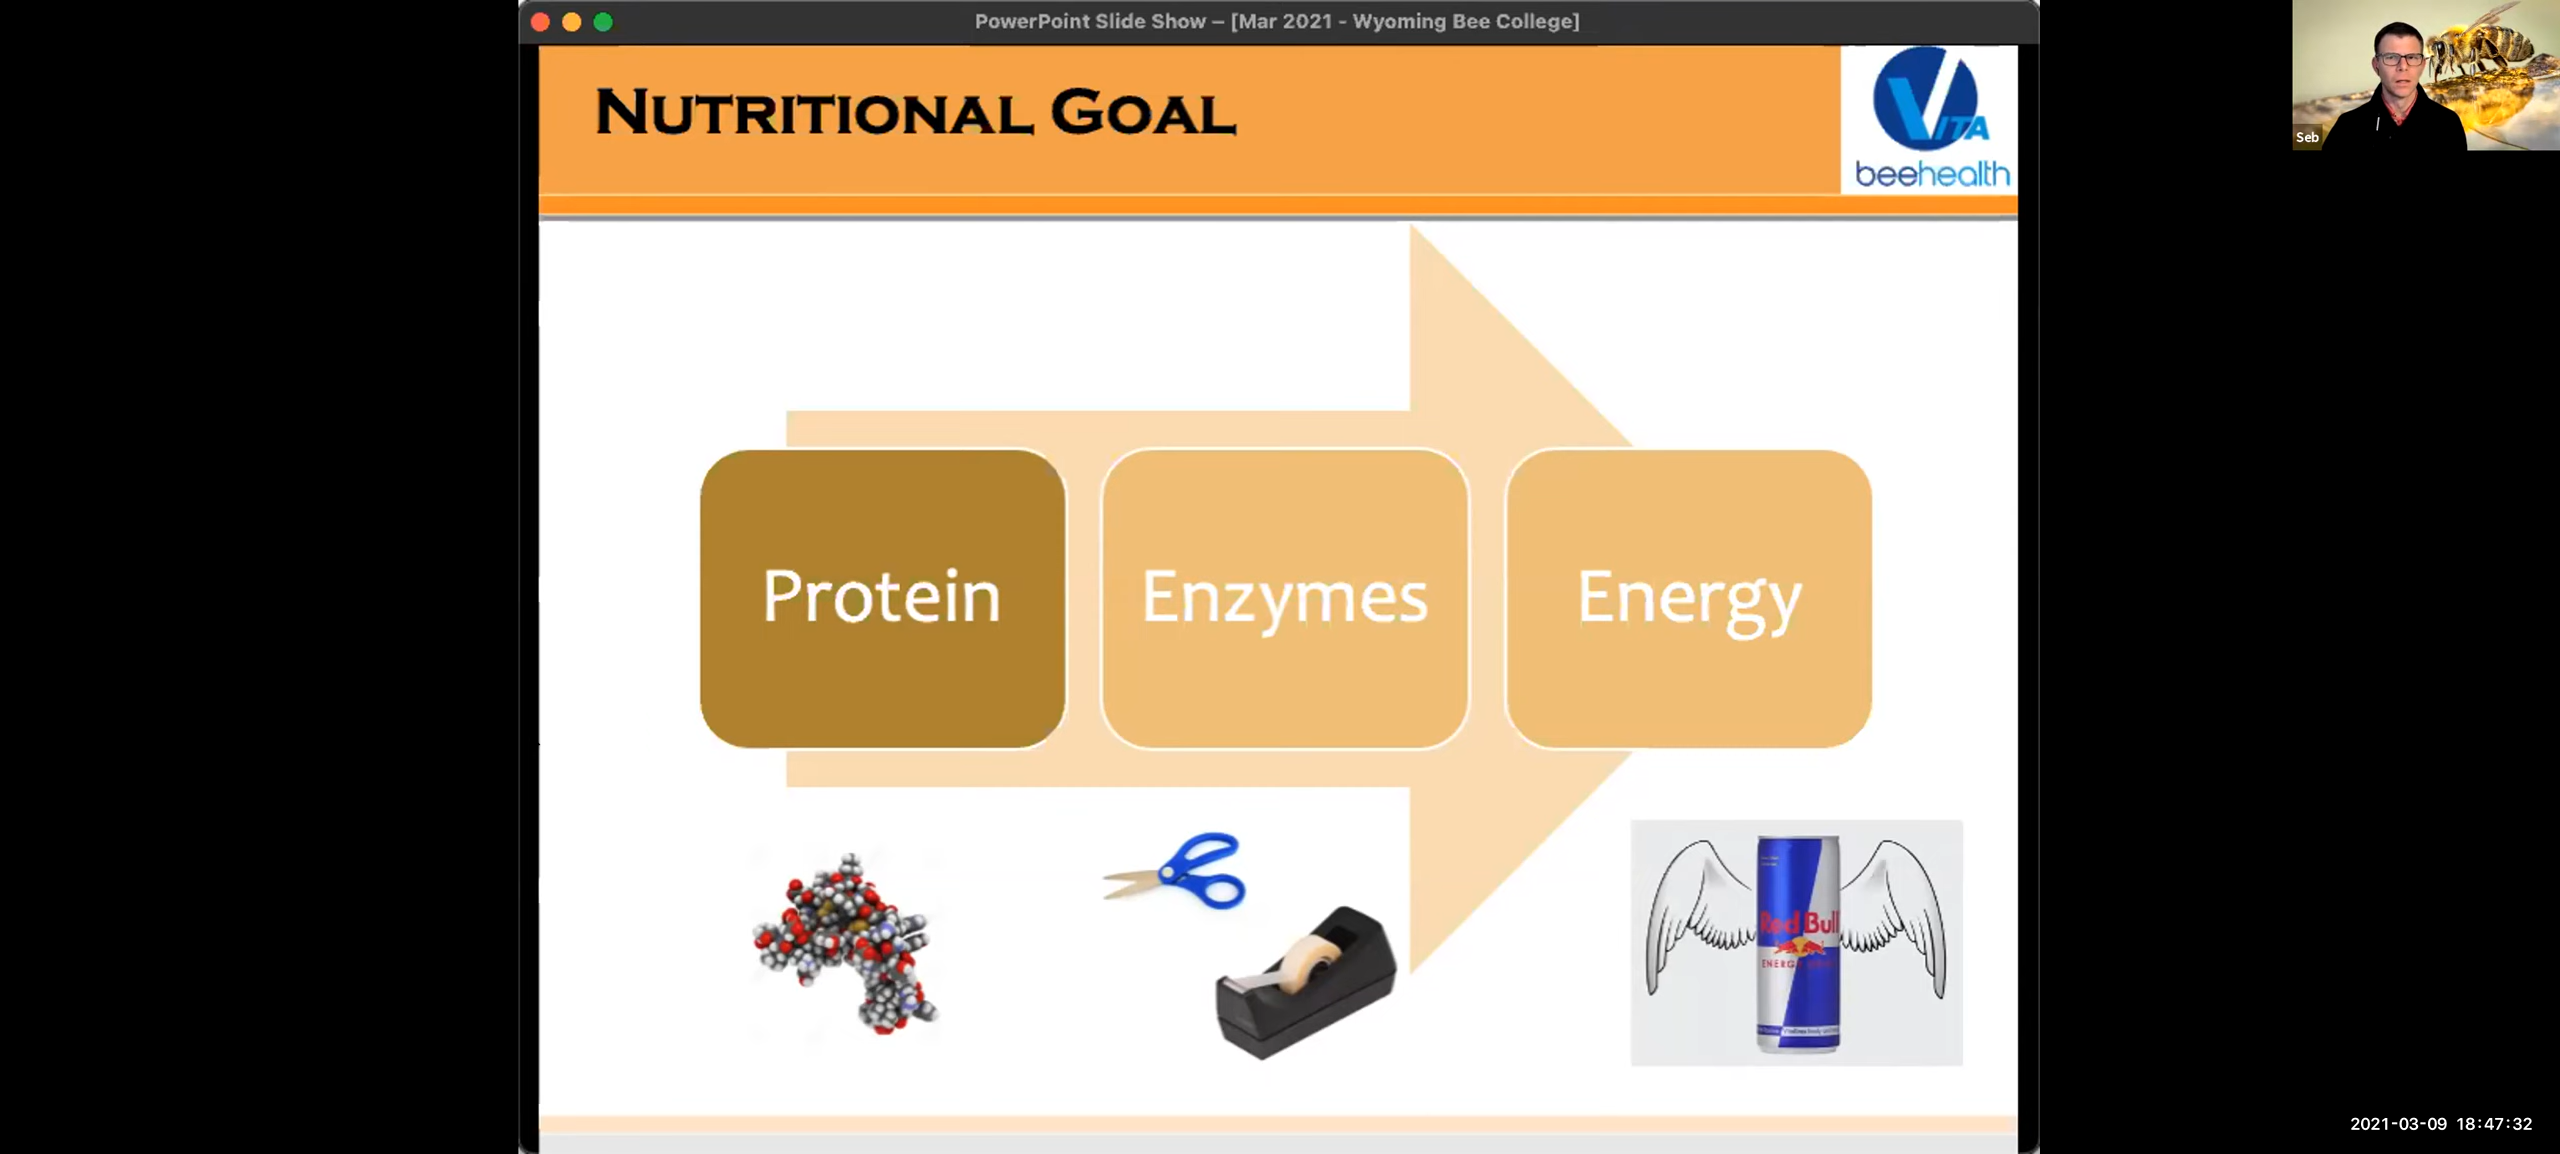 PowerPoint Slide Show – [Mar 2021 - Wyoming Bee College]
NUTRITIONAL GOAL
VITA
beehealth
Seb
Protein
Enzymes
Energy
Red Bull
2021-03-09 18:47:32